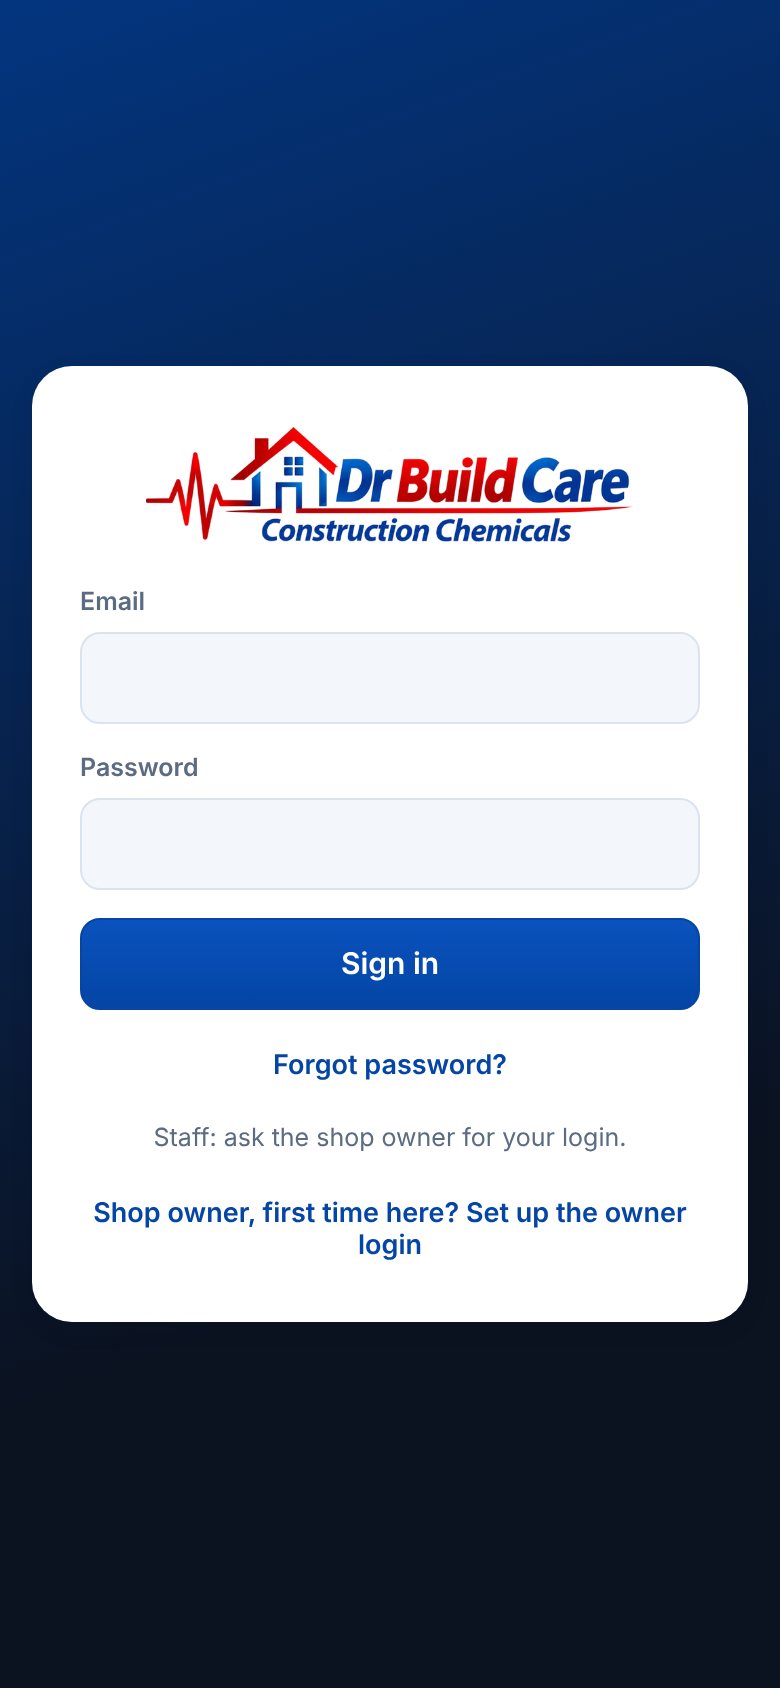 Dr Build Care
Construction Chemicals
Email
Password
Sign in
Forgot password?
Staff: ask the shop owner for your login.
Shop owner, first time here? Set up the owner
login